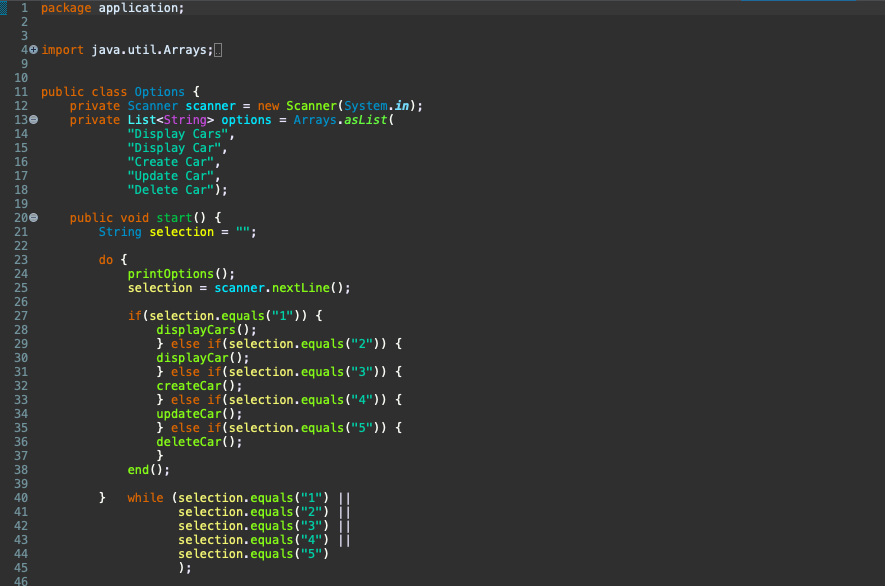 1 package application;
2
3
4 import java.util.Arrays;
9
10
11 public class Options {
12     private Scanner scanner = new Scanner(System.in);
13     private List<String> options = Arrays.asList(
14             "Display Cars",
15             "Display Car",
16             "Create Car",
17             "Update Car",
18             "Delete Car");
19
20     public void start() {
21         String selection = "";
22
23         do {
24             printOptions();
25             selection = scanner.nextLine();
26
27             if(selection.equals("1")) {
28                 displayCars();
29                 } else if(selection.equals("2")) {
30                 displayCar();
31                 } else if(selection.equals("3")) {
32                 createCar();
33                 } else if(selection.equals("4")) {
34                 updateCar();
35                 } else if(selection.equals("5")) {
36                 deleteCar();
37                 }
38             end();
39
40         }   while (selection.equals("1") ||
41                    selection.equals("2") ||
42                    selection.equals("3") ||
43                    selection.equals("4") ||
44                    selection.equals("5")
45                    );
46